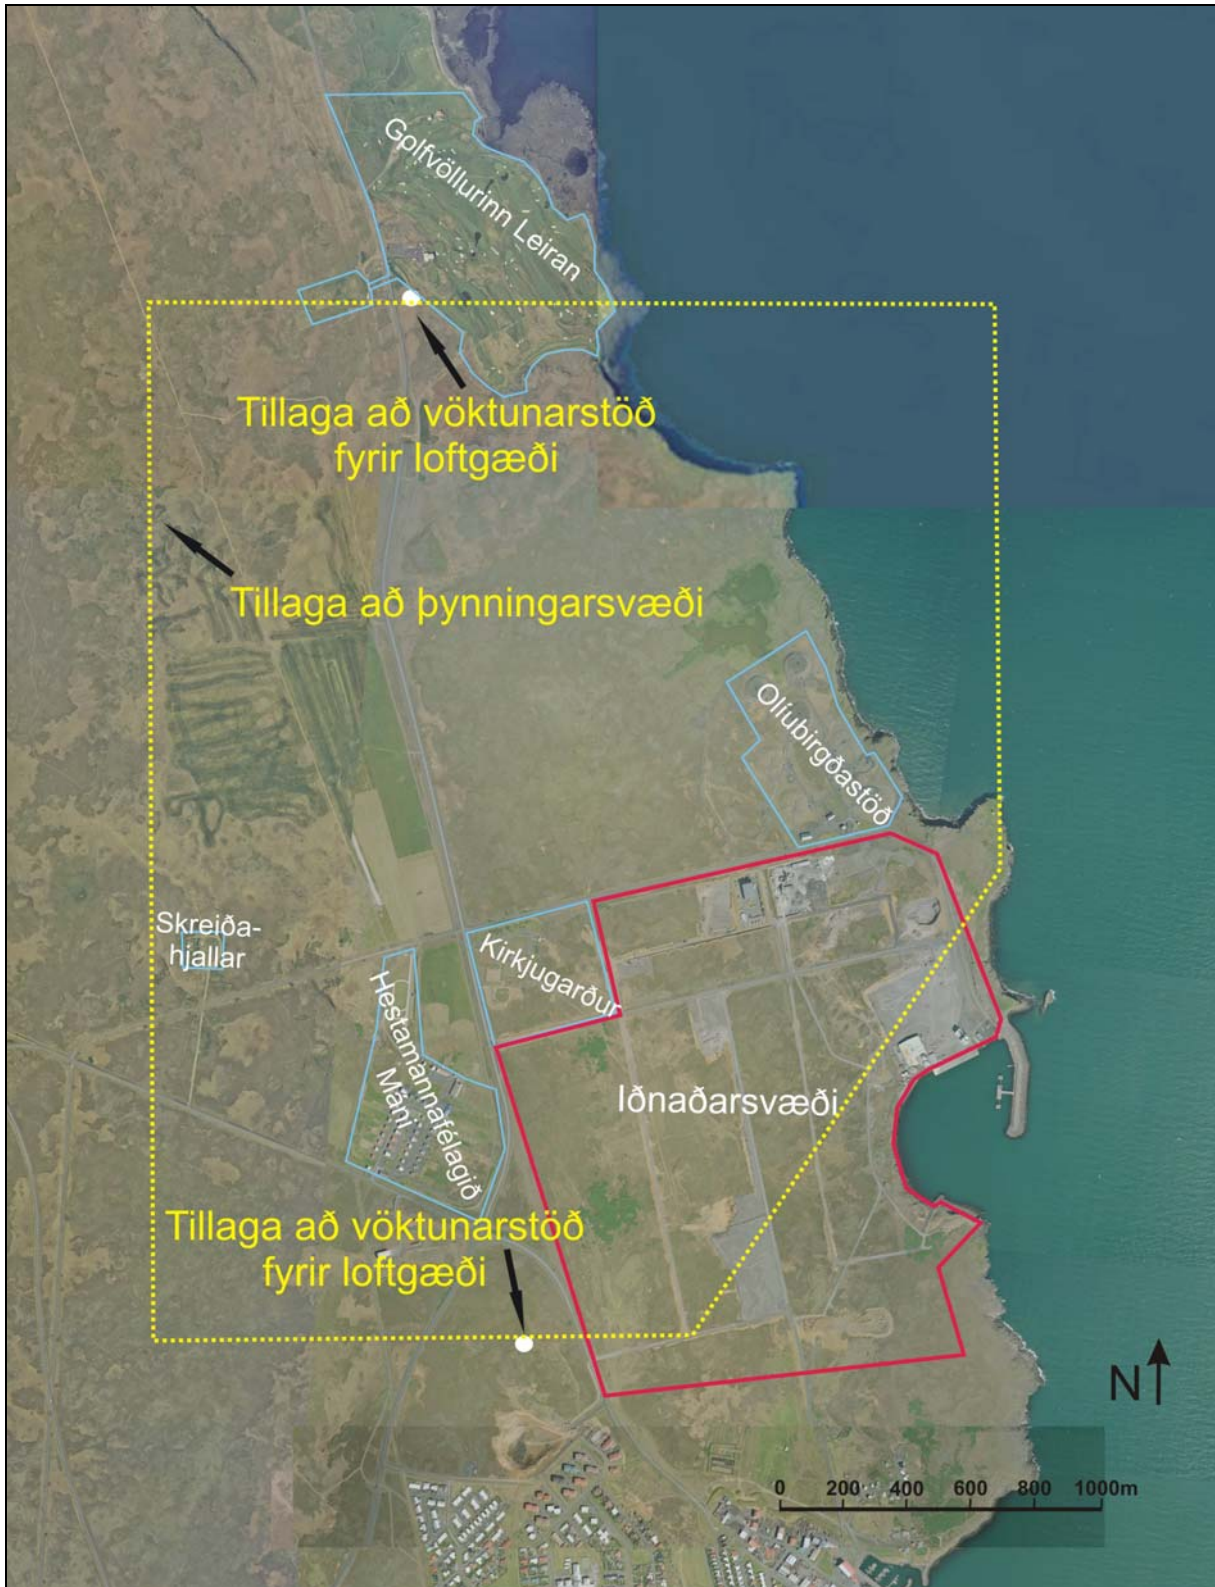 Golfvöllurinn Leiran
Tillaga að vöktunarstöð
fyrir loftgæði
Tillaga að þynningarsvæði
Olíubirgðastöð
Skreiða-
hjallar
Kirkjugarður
Hestamannafélagið
Máni
Iðnaðarsvæði
Tillaga að vöktunarstöð
fyrir loftgæði
N
0 200 400 600 800 1000m